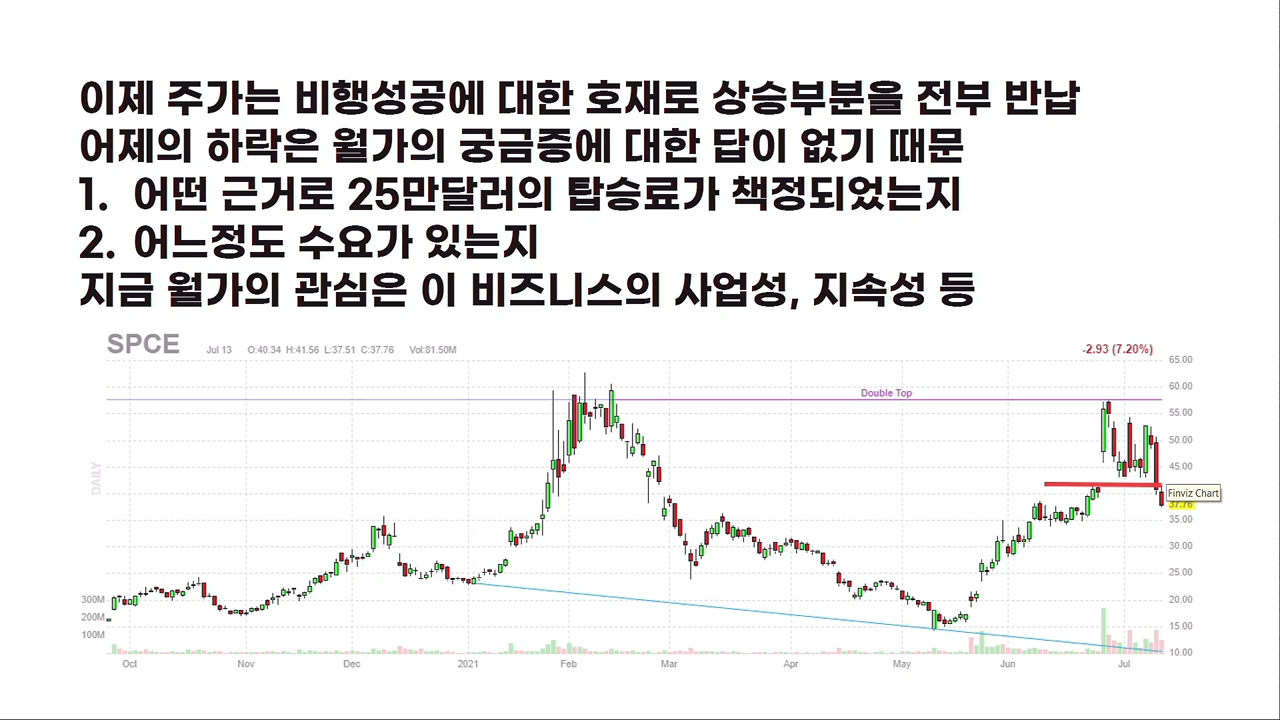 이제 주가는 비행성공에 대한 호재로 상승부분을 전부 반납
어제의 하락은 월가의 궁금증에 대한 답이 없기 때문
1. 어떤 근거로 25만달러의 탑승료가 책정되었는지
2. 어느정도 수요가 있는지
지금 월가의 관심은 이 비즈니스의 사업성, 지속성 등
SPCE Jul 13 O:40.34 H:41.56 L:37.51 C:37.76 Vol:81.50M -2.93 (7.20%)
65.00
60.00
Double Top
55.00
50.00
45.00
DAILY
Finviz Chart
37.76
35.00
30.00
25.00
300M 20.00
200M
15.00
100M
10.00
Oct Nov Dec 2021 Feb Mar Apr May Jun Jul